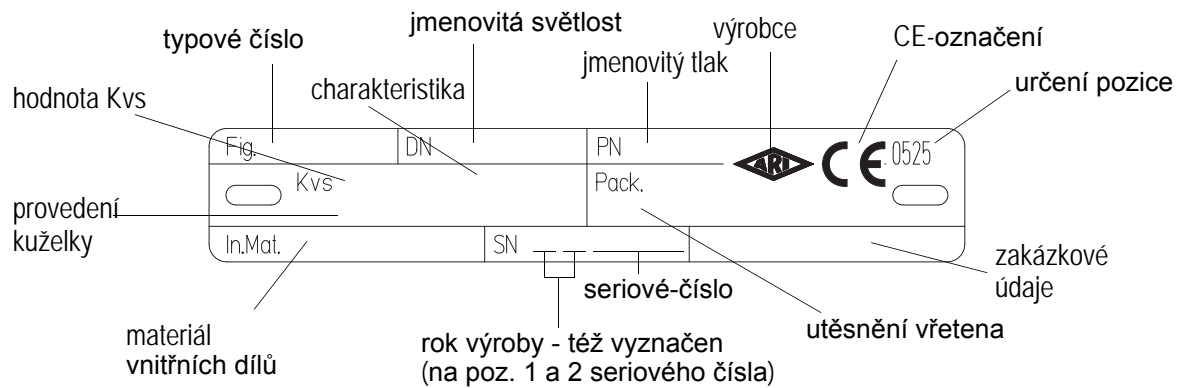 jmenovitá světlost
výrobce
typové číslo
CE-označení
jmenovitý tlak
určení pozice
hodnota Kvs
charakteristika
Fig.
DN
PN
ARI
CE
0525
Kvs
Pack.
provedení
kuželky
In.Mat.
SN
zakázkové
údaje
seriové-číslo
materiál
vnitřních dílů
utěsnění vřetena
rok výroby - též vyznačen
(na poz. 1 a 2 seriového čísla)